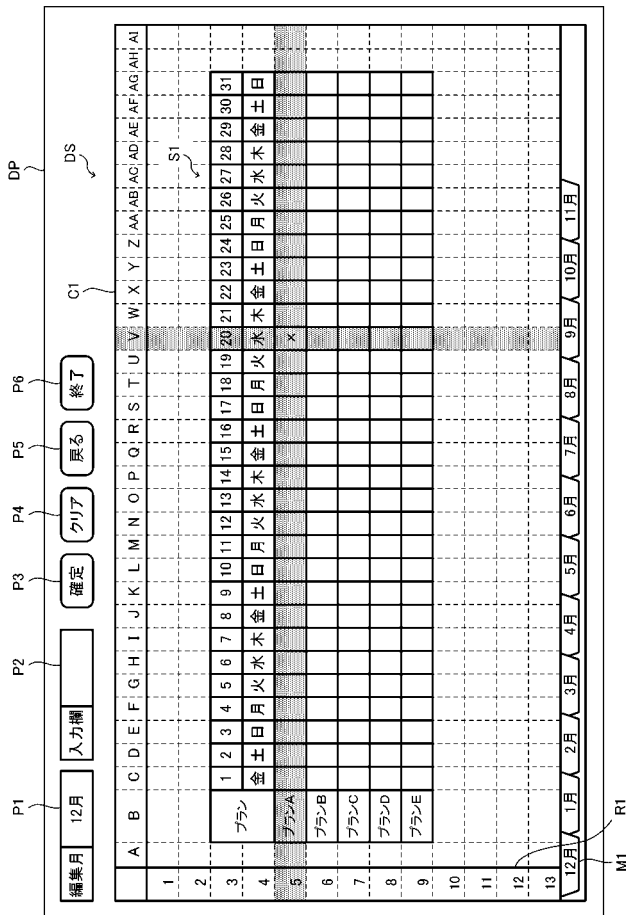 DP
P1 P2 P3 P4 P5 P6
編集月 12月 入力欄 確定 クリア 戻る 終了
DS
C1
A B C D E F G H I J K L M N O P Q R S T U V W X Y Z AA AB AC AD AE AF AG AH AI
1
2 S1
3 プラン 1 2 3 4 5 6 7 8 9 10 11 12 13 14 15 16 17 18 19 20 21 22 23 24 25 26 27 28 29 30 31
4 金 土 日 月 火 水 木 金 土 日 月 火 水 木 金 土 日 月 火 水 木 金 土 日 月 火 水 木 金 土 日
5 プランA ×
6 プランB
7 プランC
8 プランD
9 プランE
10
11
12
13
12月 1月 2月 3月 4月 5月 6月 7月 8月 9月 10月 11月
M1 R1